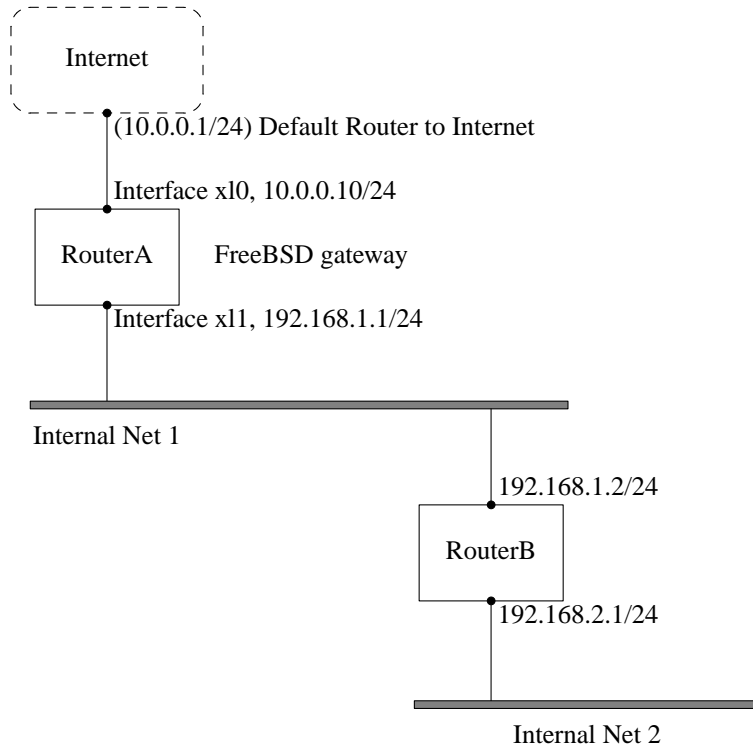 Internet
(10.0.0.1/24) Default Router to Internet
Interface xl0, 10.0.0.10/24
RouterA
FreeBSD gateway
Interface xl1, 192.168.1.1/24
Internal Net 1
192.168.1.2/24
RouterB
192.168.2.1/24
Internal Net 2